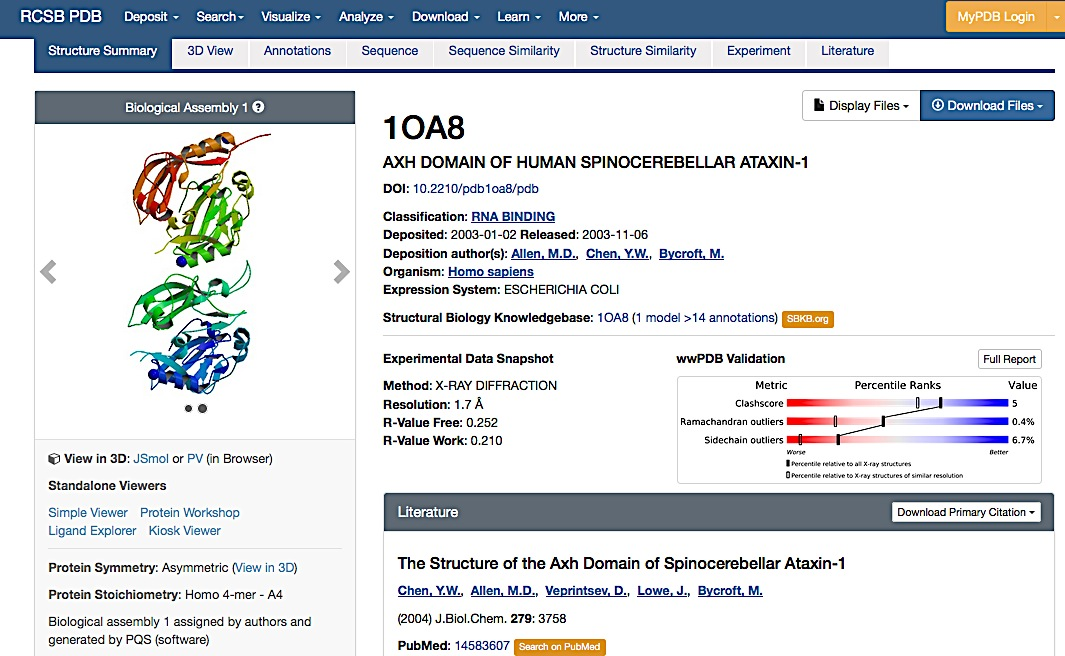 RCSB PDB Deposit Search Visualize Analyze Download Learn More MyPDB Login
Structure Summary 3D View Annotations Sequence Sequence Similarity Structure Similarity Experiment Literature
Biological Assembly 1 ?
Display Files Download Files
1OA8
AXH DOMAIN OF HUMAN SPINOCEREBELLAR ATAXIN-1
DOI: 10.2210/pdb1oa8/pdb
Classification: RNA BINDING
Deposited: 2003-01-02 Released: 2003-11-06
Deposition author(s): Allen, M.D., Chen, Y.W., Bycroft, M.
Organism: Homo sapiens
Expression System: ESCHERICHIA COLI
Structural Biology Knowledgebase: 1OA8 (1 model >14 annotations) SBKB.org
Experimental Data Snapshot
Method: X-RAY DIFFRACTION
Resolution: 1.7 Å
R-Value Free: 0.252
R-Value Work: 0.210
wwPDB Validation Full Report
Metric Percentile Ranks Value
Clashscore 5
Ramachandran outliers 0.4%
Sidechain outliers 6.7%
Worse Better
Percentile relative to all X-ray structures
Percentile relative to X-ray structures of similar resolution
View in 3D: JSmol or PV (in Browser)
Standalone Viewers
Simple Viewer Protein Workshop
Ligand Explorer Kiosk Viewer
Protein Symmetry: Asymmetric (View in 3D)
Protein Stoichiometry: Homo 4-mer - A4
Biological assembly 1 assigned by authors and
generated by PQS (software)
Literature Download Primary Citation
The Structure of the Axh Domain of Spinocerebellar Ataxin-1
Chen, Y.W., Allen, M.D., Veprintsev, D., Lowe, J., Bycroft, M.
(2004) J.Biol.Chem. 279: 3758
PubMed: 14583607 Search on PubMed